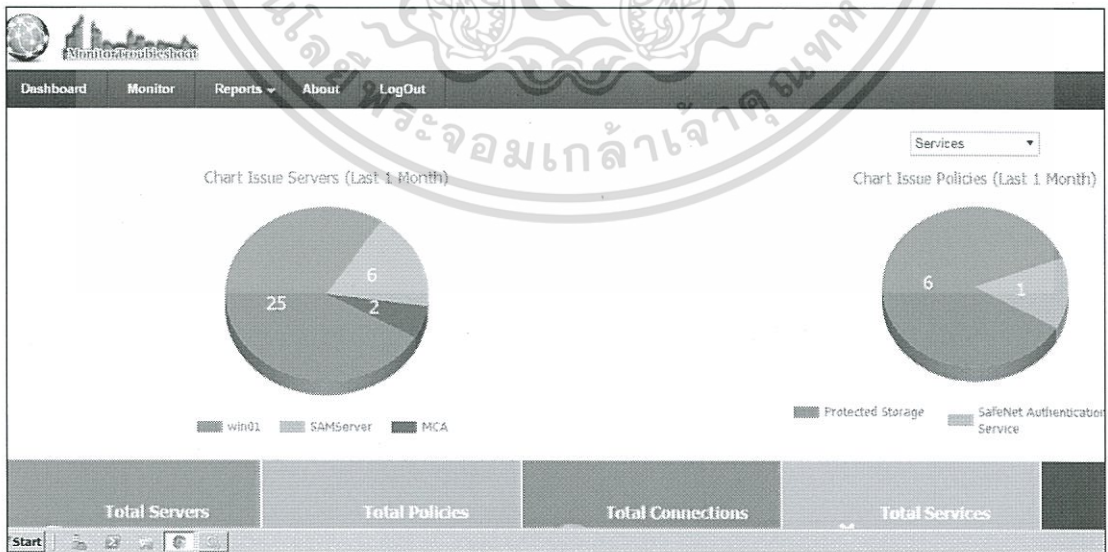 MonitorTroubleshoot
Dashboard Monitor Reports About LogOut
พระจอมเกล้าเจ้าคุณทหาร
Services
Chart Issue Servers (Last 1 Month)
Chart Issue Policies (Last 1 Month)
6
25
2
6
1
win01 SAMServer MCA
Protected Storage SafeNet Authentication
Service
Total Servers Total Policies Total Connections Total Services
Start